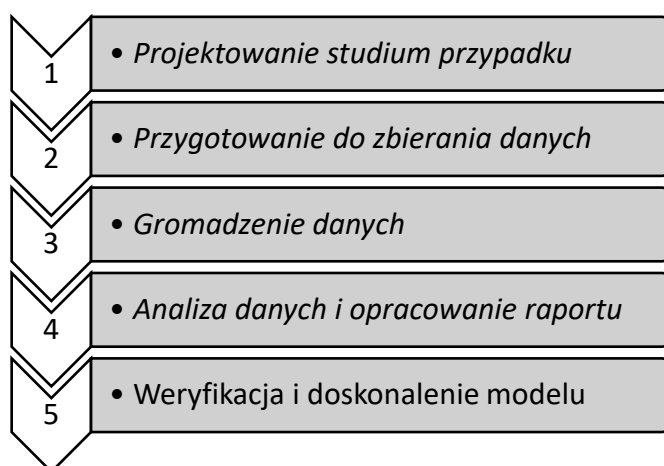 1 • Projektowanie studium przypadku
2 • Przygotowanie do zbierania danych
3 • Gromadzenie danych
4 • Analiza danych i opracowanie raportu
5 • Weryfikacja i doskonalenie modelu